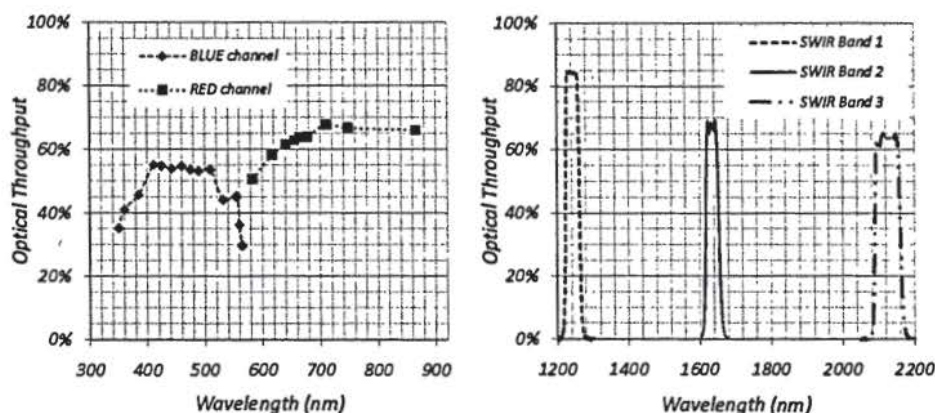 100%
80%
60%
40%
20%
0%
Optical Throughput
BLUE channel
RED channel
300 400 500 600 700 800 900
Wavelength (nm)
100%
80%
60%
40%
20%
0%
Optical Throughput
SWIR Band 1
SWIR Band 2
SWIR Band 3
1200 1400 1600 1800 2000 2200
Wavelength (nm)